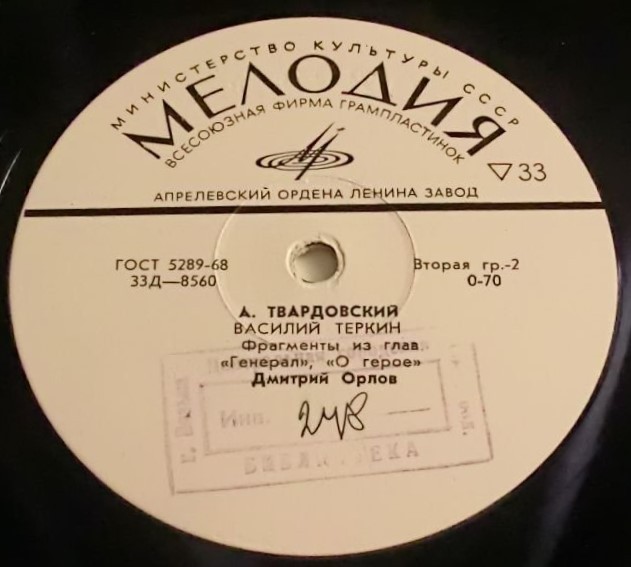 МИНИСТЕРСТВО КУЛЬТУРЫ СССР
МЕЛОДИЯ
ВСЕСОЮЗНАЯ ФИРМА ГРАМПЛАСТИНОК
33
АПРЕЛЕВСКИЙ ОРДЕНА ЛЕНИНА ЗАВОД
ГОСТ 5289-68
33Д—8560
Вторая гр.-2
0-70
А. ТВАРДОВСКИЙ
ВАСИЛИЙ ТЕРКИН
Фрагменты из глав
«Генерал», «О герое»
Дмитрий Орлов
Инв. 248